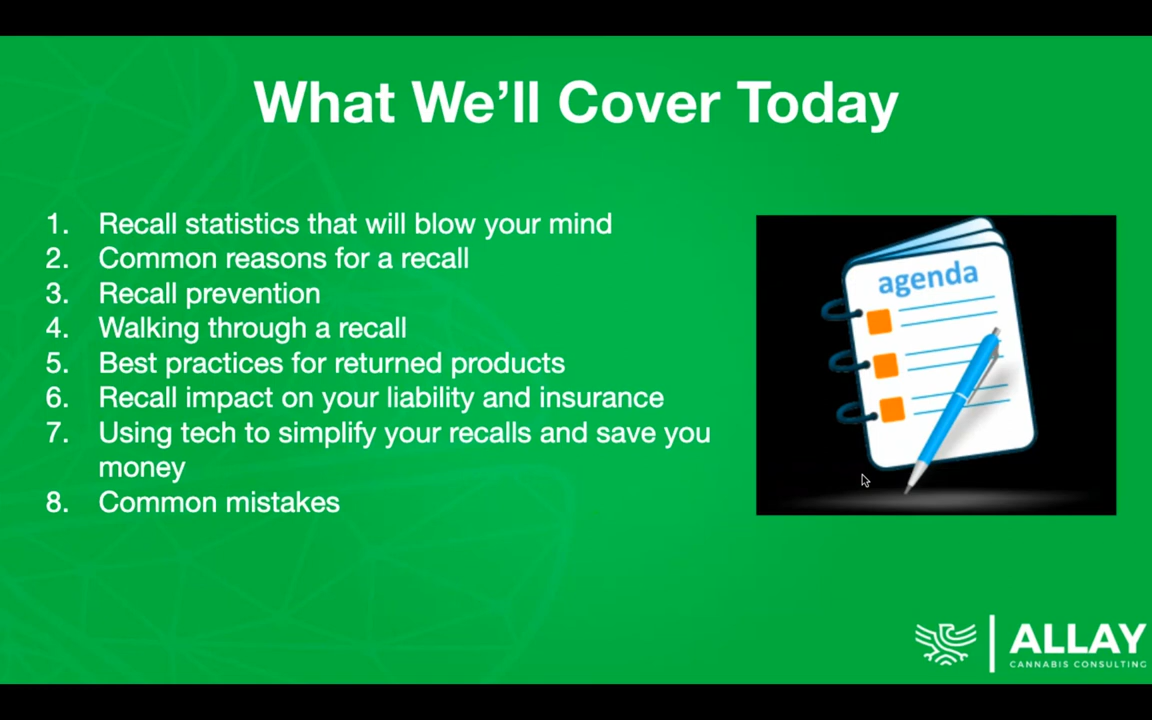 What We'll Cover Today
1. Recall statistics that will blow your mind
2. Common reasons for a recall
3. Recall prevention
4. Walking through a recall
5. Best practices for returned products
6. Recall impact on your liability and insurance
7. Using tech to simplify your recalls and save you
money
8. Common mistakes
agenda
ALLAY
CANNABIS CONSULTING